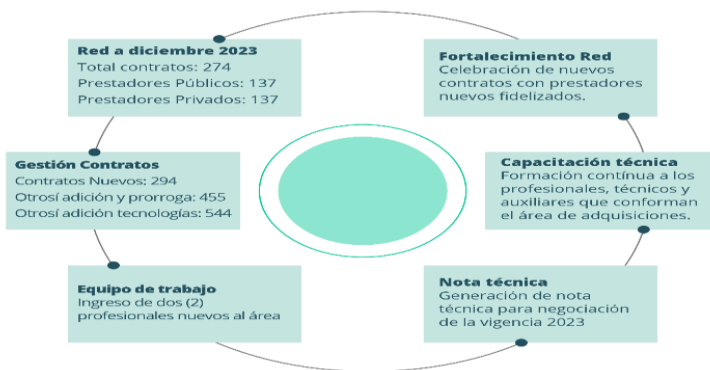 Red a diciembre 2023
Total contratos: 274
Prestadores Públicos: 137
Prestadores Privados: 137
Fortalecimiento Red
Celebración de nuevos
contratos con prestadores
nuevos fidelizados.
Gestión Contratos
Contratos Nuevos: 294
Otrosí adición y prorroga: 455
Otrosí adición tecnologías: 544
Capacitación técnica
Formación contínua a los
profesionales, técnicos y
auxiliares que conforman
el área de adquisiciones.
Equipo de trabajo
Ingreso de dos (2)
profesionales nuevos al área
Nota técnica
Generación de nota
técnica para negociación
de la vigencia 2023